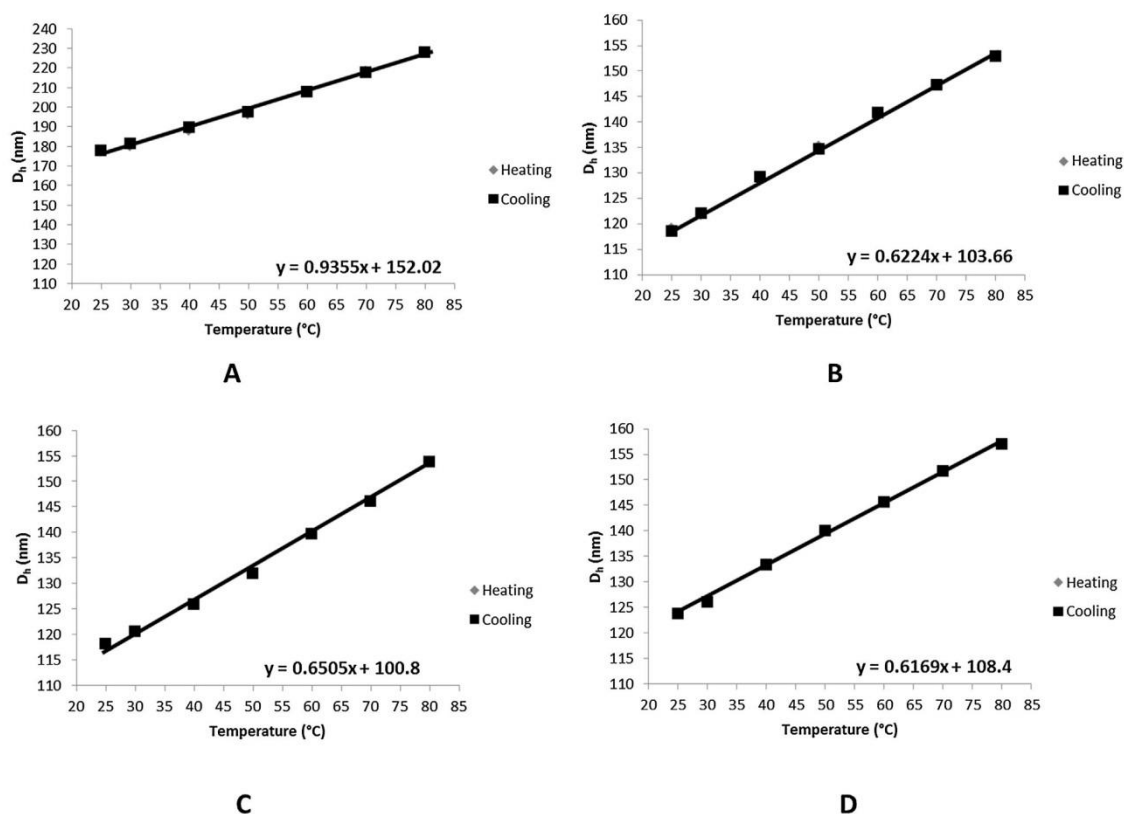 240
230
220
210
200
190
180
170
160
150
140
130
120
110
D_h (nm)
20 25 30 35 40 45 50 55 60 65 70 75 80 85
Temperature (°C)
y = 0.9355x + 152.02
Heating
Cooling
A
160
155
150
145
140
135
130
125
120
115
110
D_h (nm)
20 25 30 35 40 45 50 55 60 65 70 75 80 85
Temperature (°C)
y = 0.6224x + 103.66
Heating
Cooling
B
160
155
150
145
140
135
130
125
120
115
110
D_h (nm)
20 25 30 35 40 45 50 55 60 65 70 75 80 85
Temperature (°C)
y = 0.6505x + 100.8
Heating
Cooling
C
160
155
150
145
140
135
130
125
120
115
110
D_h (nm)
20 25 30 35 40 45 50 55 60 65 70 75 80 85
Temperature (°C)
y = 0.6169x + 108.4
Heating
Cooling
D